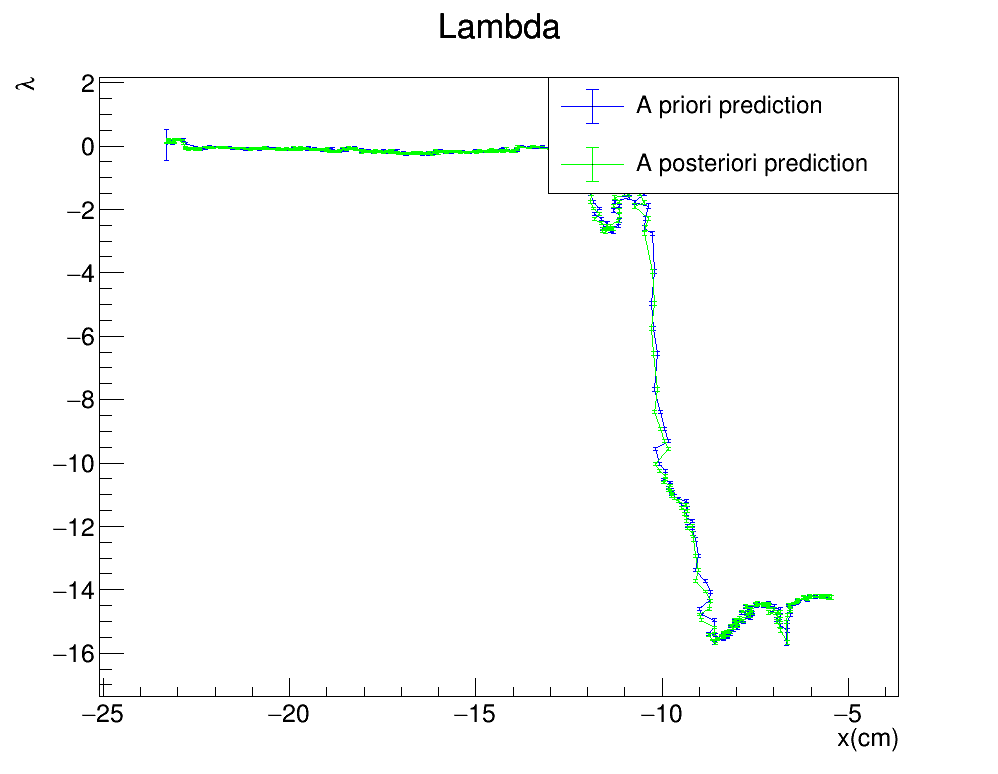 Lambda
λ
2
0
−2
−4
−6
−8
−10
−12
−14
−16
A priori prediction
A posteriori prediction
−25 −20 −15 −10 −5
x(cm)